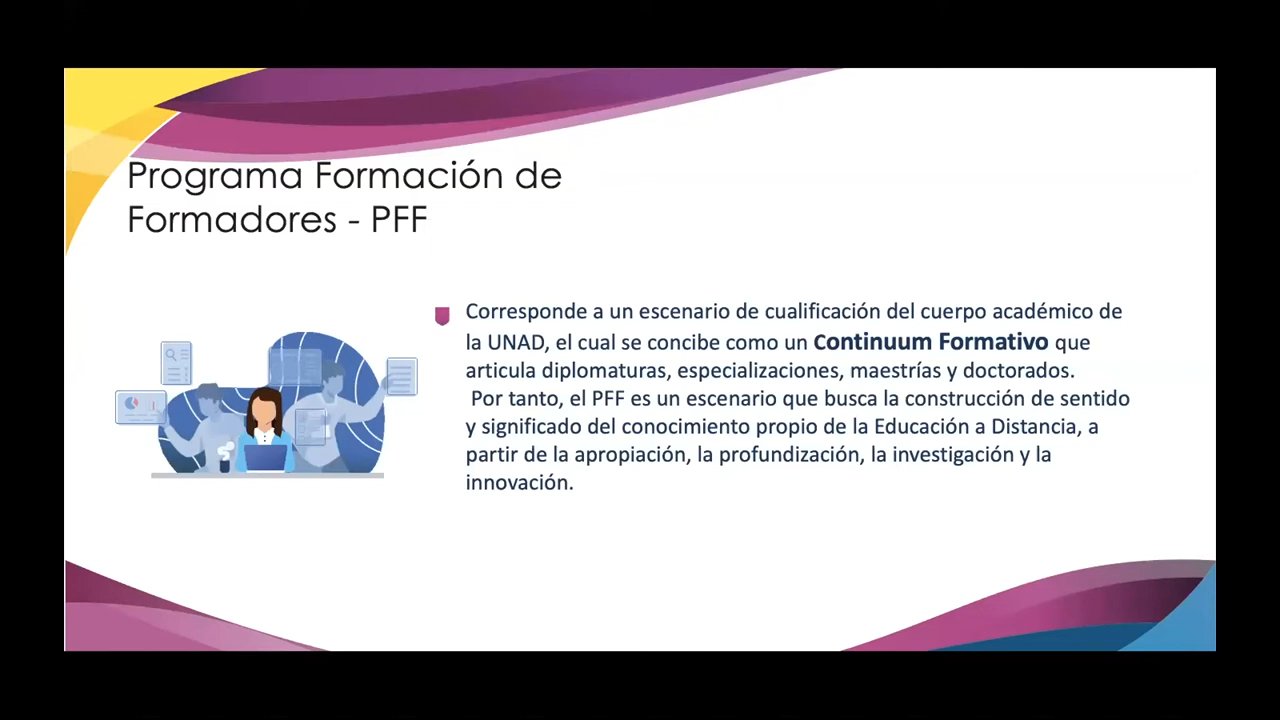 Programa Formación de
Formadores - PFF
Corresponde a un escenario de cualificación del cuerpo académico de
la UNAD, el cual se concibe como un Continuum Formativo que
articula diplomaturas, especializaciones, maestrías y doctorados.
Por tanto, el PFF es un escenario que busca la construcción de sentido
y significado del conocimiento propio de la Educación a Distancia, a
partir de la apropiación, la profundización, la investigación y la
innovación.